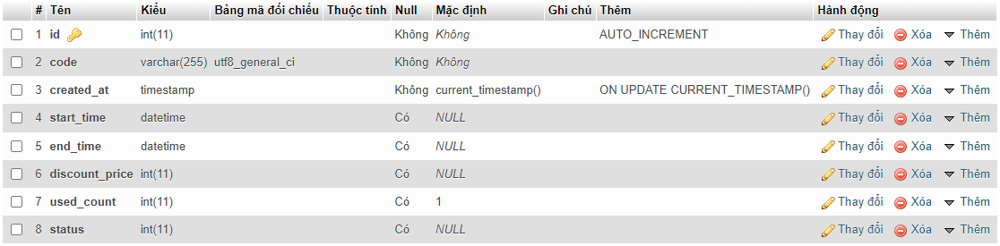 # Tên Kiểu Bảng mã đối chiếu Thuộc tính Null Mặc định Ghi chú Thêm Hành động
1 id int(11) Không Không AUTO_INCREMENT Thay đổi Xóa Thêm
2 code varchar(255) utf8_general_ci Không Không Thay đổi Xóa Thêm
3 created_at timestamp Không current_timestamp() ON UPDATE CURRENT_TIMESTAMP() Thay đổi Xóa Thêm
4 start_time datetime Có NULL Thay đổi Xóa Thêm
5 end_time datetime Có NULL Thay đổi Xóa Thêm
6 discount_price int(11) Có NULL Thay đổi Xóa Thêm
7 used_count int(11) Có 1 Thay đổi Xóa Thêm
8 status int(11) Có NULL Thay đổi Xóa Thêm